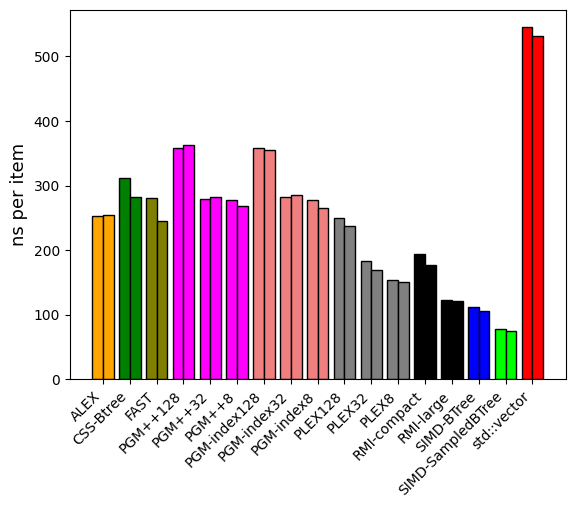 ns per item
500
400
300
200
100
0
ALEX
CSS-Btree
FAST
PGM++128
PGM++32
PGM++8
PGM-index128
PGM-index32
PGM-index8
PLEX128
PLEX32
PLEX8
RMI-compact
RMI-large
SIMD-BTree
SIMD-SampledBTree
std::vector